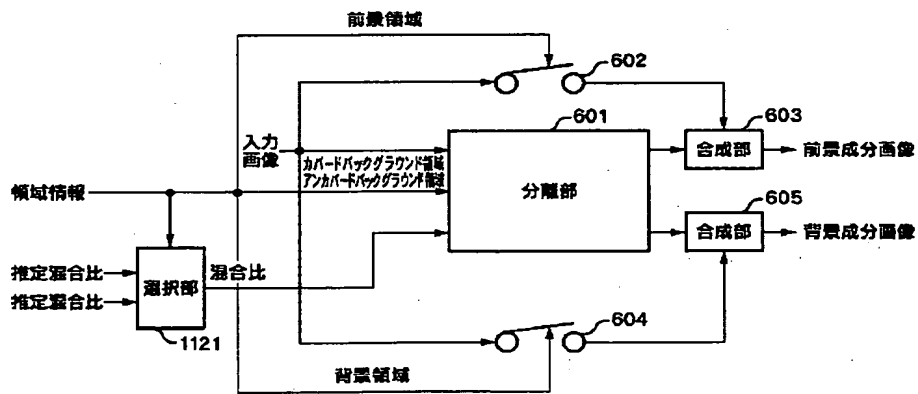 前景領域
602
603
601
入力
画像
カバードバックグラウンド領域
アンカバードバックグラウンド領域
合成部
前景成分画像
領域情報
分離部
605
合成部
背景成分画像
推定混合比
推定混合比
選択部
混合比
604
1121
背景領域